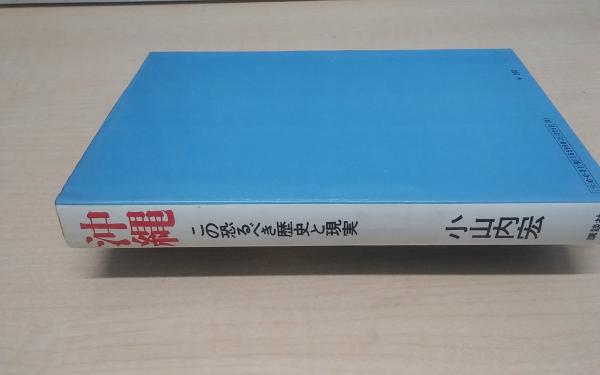 沖縄
この恐るべき歴史と現実
小山内宏
講談社